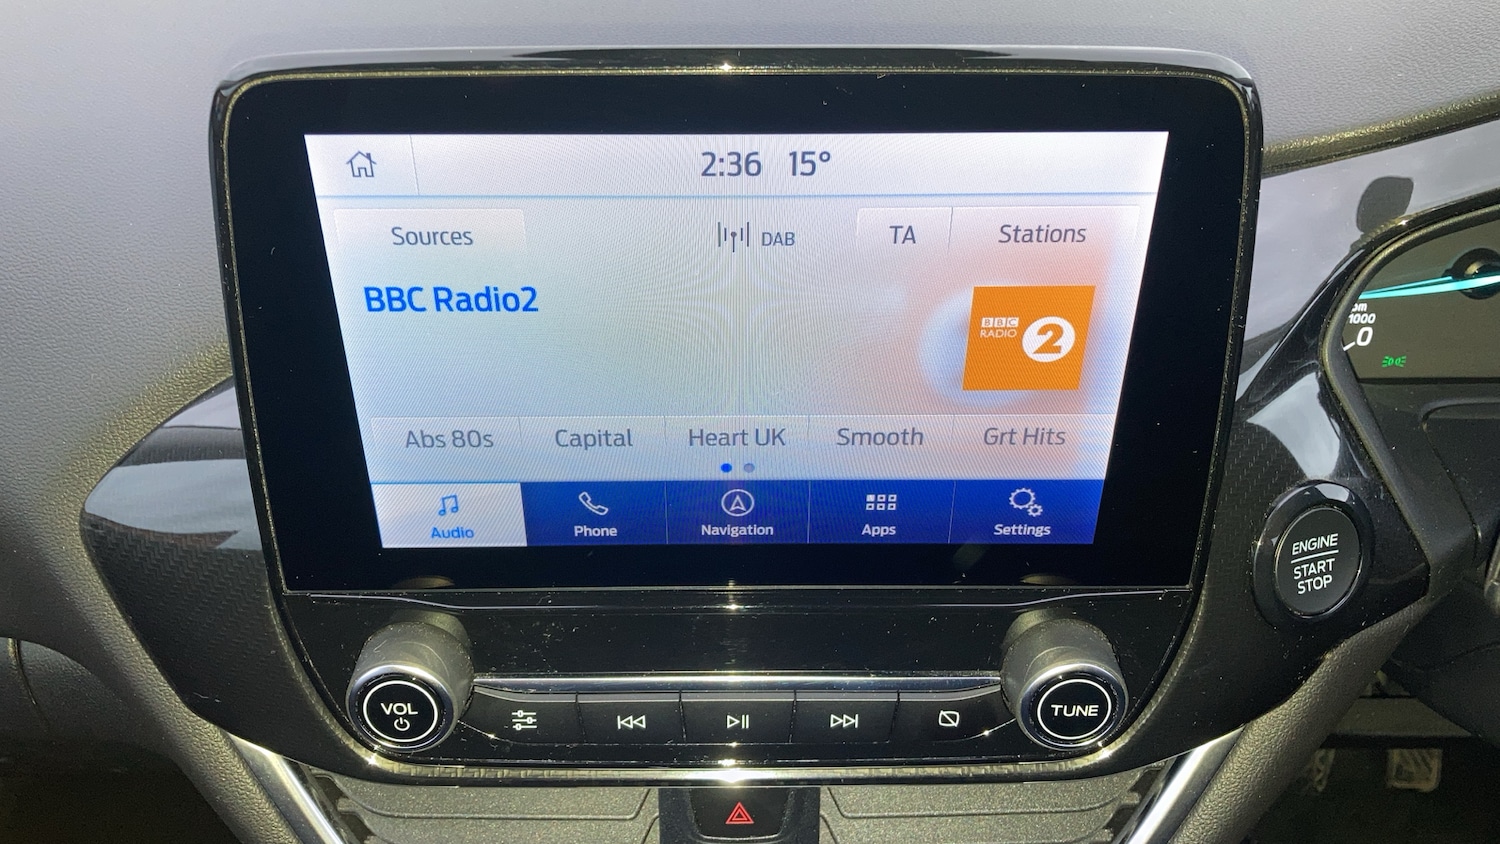 2:36 15°
Sources DAB TA Stations
BBC Radio2
BBC
RADIO 2
Abs 80s Capital Heart UK Smooth Grt Hits
Audio Phone Navigation Apps Settings
1000
0
ENGINE
START
STOP
VOL TUNE